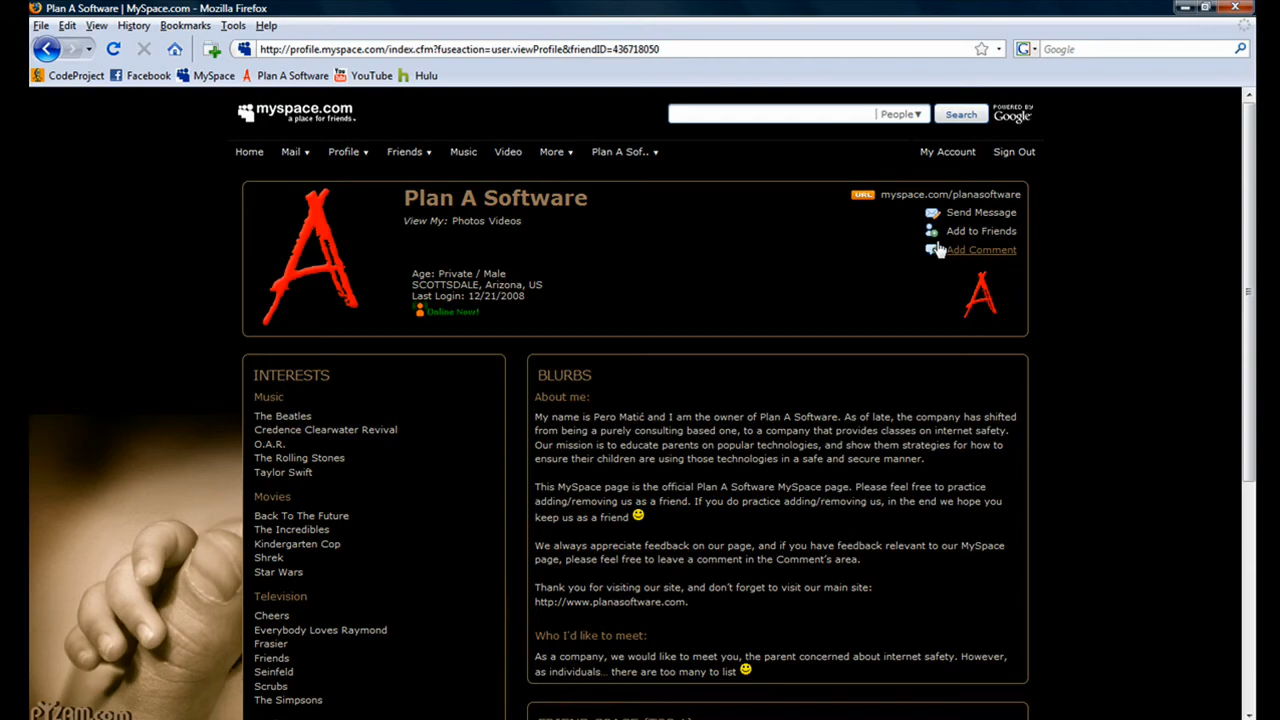 Plan A Software | MySpace.com - Mozilla Firefox
File Edit View History Bookmarks Tools Help
http://profile.myspace.com/index.cfm?fuseaction=user.viewProfile&friendID=436718050
Google
CodeProject Facebook MySpace Plan A Software YouTube Hulu
myspace.com
a place for friends.
People▼ Search
POWERED BY
Google
Home Mail ▼ Profile ▼ Friends ▼ Music Video More ▼ Plan A Sof.. ▼ My Account Sign Out
Plan A Software
View My: Photos Videos
URL myspace.com/planasoftware
Send Message
Add to Friends
Add Comment
Age: Private / Male
SCOTTSDALE, Arizona, US
Last Login: 12/21/2008
Online Now!
INTERESTS
Music
The Beatles
Credence Clearwater Revival
O.A.R.
The Rolling Stones
Taylor Swift
Movies
Back To The Future
The Incredibles
Kindergarten Cop
Shrek
Star Wars
Television
Cheers
Everybody Loves Raymond
Frasier
Friends
Seinfeld
Scrubs
The Simpsons
BLURBS
About me:
My name is Pero Matić and I am the owner of Plan A Software. As of late, the company has shifted
from being a purely consulting based one, to a company that provides classes on internet safety.
Our mission is to educate parents on popular technologies, and show them strategies for how to
ensure their children are using those technologies in a safe and secure manner.
This MySpace page is the official Plan A Software MySpace page. Please feel free to practice
adding/removing us as a friend. If you do practice adding/removing us, in the end we hope you
keep us as a friend
We always appreciate feedback on our page, and if you have feedback relevant to our MySpace
page, please feel free to leave a comment in the Comment's area.
Thank you for visiting our site, and don't forget to visit our main site:
http://www.planasoftware.com.
Who I'd like to meet:
As a company, we would like to meet you, the parent concerned about internet safety. However,
as individuals… there are too many to list
pYzam.com